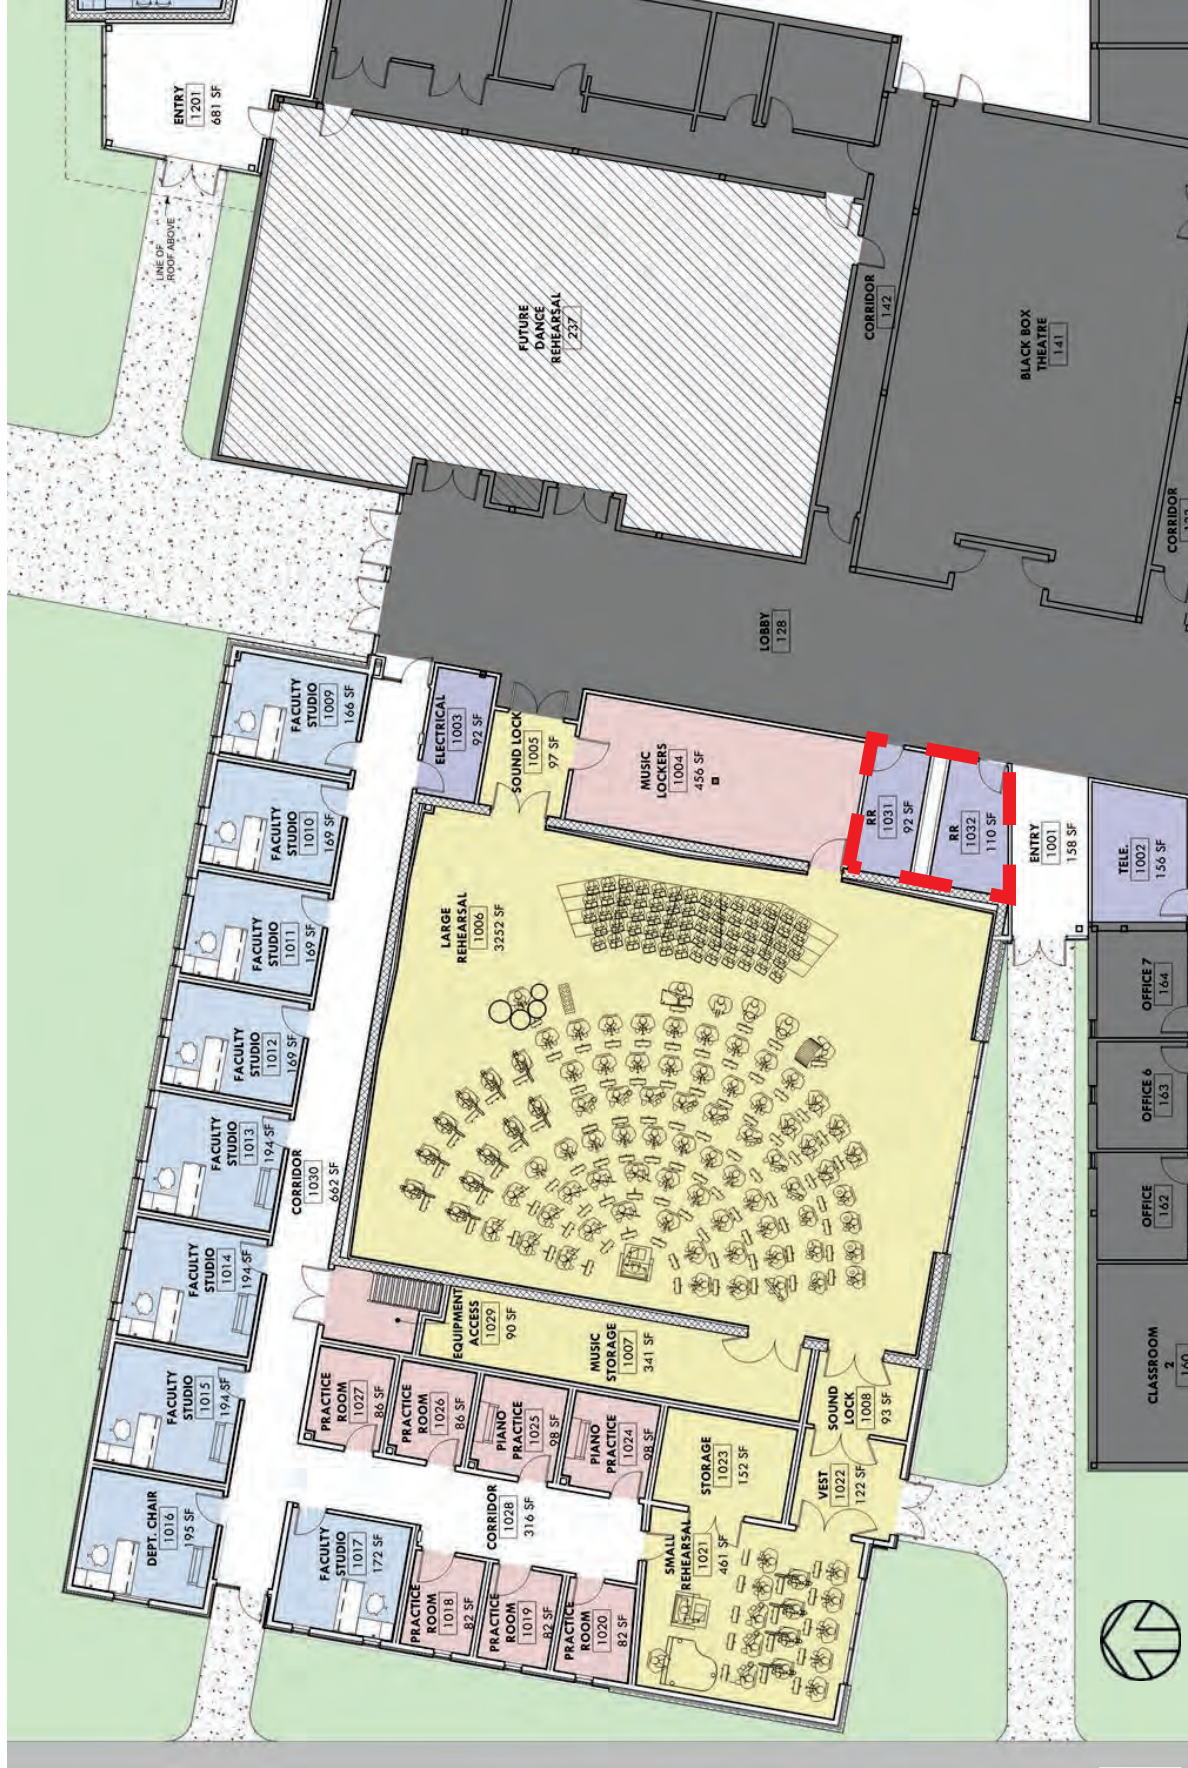 ENTRY
1201
681 SF
LINE OF
ROOF ABOVE
FUTURE
DANCE
REHEARSAL
237
CORRIDOR
142
BLACK BOX
THEATRE
141
CORRIDOR
LOBBY
128
FACULTY
STUDIO
1009
166 SF
FACULTY
STUDIO
1010
169 SF
FACULTY
STUDIO
1011
169 SF
FACULTY
STUDIO
1012
169 SF
FACULTY
STUDIO
1013
194 SF
FACULTY
STUDIO
1014
194 SF
FACULTY
STUDIO
1015
194 SF
DEPT. CHAIR
1016
195 SF
FACULTY
STUDIO
1017
172 SF
CORRIDOR
1030
662 SF
ELECTRICAL
1003
92 SF
SOUND LOCK
1005
97 SF
MUSIC
LOCKERS
1004
456 SF
RR
1031
92 SF
RR
1032
110 SF
ENTRY
1001
158 SF
TELE.
1002
156 SF
LARGE
REHEARSAL
1006
3252 SF
OFFICE 7
164
OFFICE 6
163
OFFICE
162
CLASSROOM
2
160
EQUIPMENT
ACCESS
1029
90 SF
MUSIC
STORAGE
1007
341 SF
SOUND
LOCK
1008
93 SF
PRACTICE
ROOM
1027
86 SF
PRACTICE
ROOM
1026
86 SF
PIANO
PRACTICE
1025
98 SF
PIANO
PRACTICE
1024
98 SF
STORAGE
1023
152 SF
VEST
1022
122 SF
CORRIDOR
1028
316 SF
SMALL
REHEARSAL
1021
461 SF
PRACTICE
ROOM
1018
82 SF
PRACTICE
ROOM
1019
82 SF
PRACTICE
ROOM
1020
82 SF